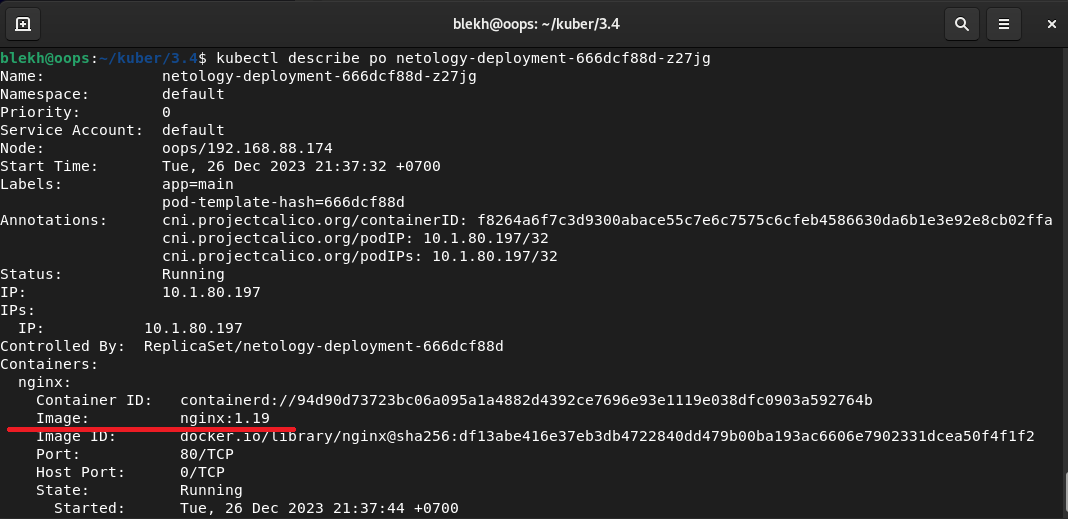 blekh@oops: ~/kuber/3.4
blekh@oops:~/kuber/3.4$ kubectl describe po netology-deployment-666dcf88d-z27jg
Name:             netology-deployment-666dcf88d-z27jg
Namespace:        default
Priority:         0
Service Account:  default
Node:             oops/192.168.88.174
Start Time:       Tue, 26 Dec 2023 21:37:32 +0700
Labels:           app=main
                  pod-template-hash=666dcf88d
Annotations:      cni.projectcalico.org/containerID: f8264a6f7c3d9300abace55c7e6c7575c6cfeb4586630da6b1e3e92e8cb02ffa
                  cni.projectcalico.org/podIP: 10.1.80.197/32
                  cni.projectcalico.org/podIPs: 10.1.80.197/32
Status:           Running
IP:               10.1.80.197
IPs:
  IP:           10.1.80.197
Controlled By:  ReplicaSet/netology-deployment-666dcf88d
Containers:
  nginx:
    Container ID:   containerd://94d90d73723bc06a095a1a4882d4392ce7696e93e1119e038dfc0903a592764b
    Image:          nginx:1.19
    Image ID:       docker.io/library/nginx@sha256:df13abe416e37eb3db4722840dd479b00ba193ac6606e7902331dcea50f4f1f2
    Port:           80/TCP
    Host Port:      0/TCP
    State:          Running
      Started:      Tue, 26 Dec 2023 21:37:44 +0700